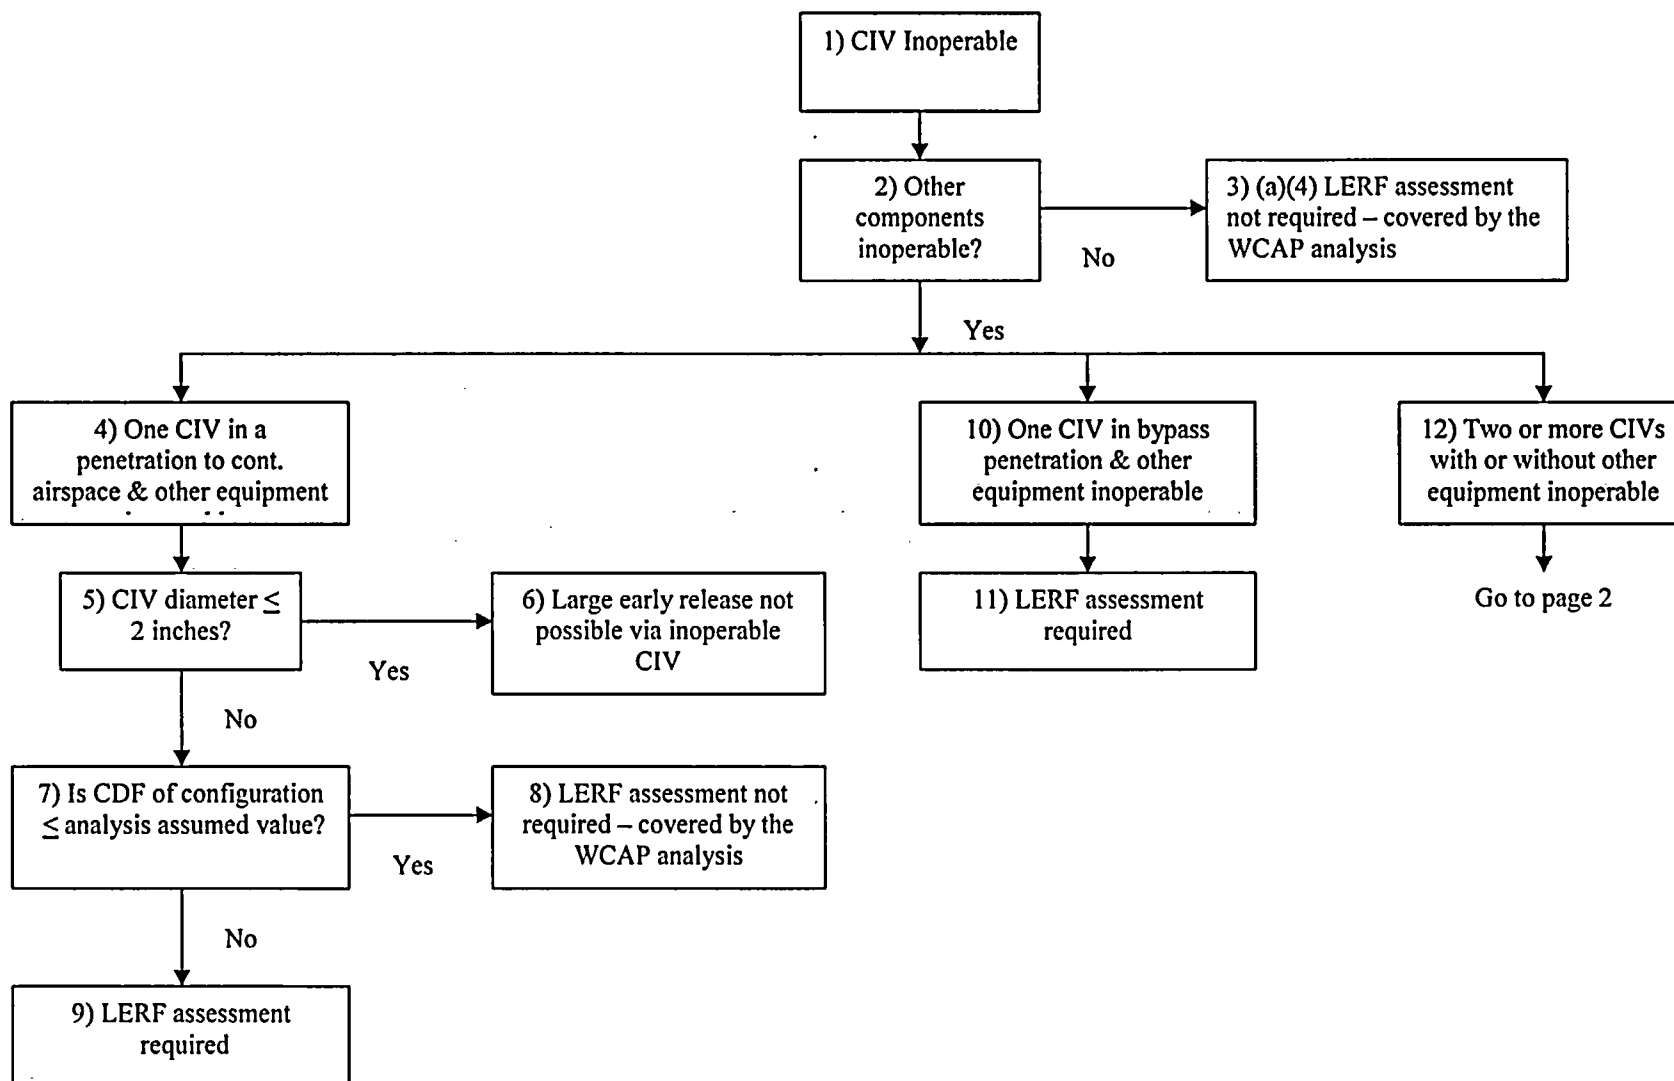 1) CIV Inoperable
2) Other
components
inoperable?
No
3) (a)(4) LERF assessment
not required – covered by the
WCAP analysis
Yes
4) One CIV in a
penetration to cont.
airspace & other equipment
10) One CIV in bypass
penetration & other
equipment inoperable
12) Two or more CIVs
with or without other
equipment inoperable
5) CIV diameter ≤
2 inches?
Yes
6) Large early release not
possible via inoperable
CIV
11) LERF assessment
required
Go to page 2
No
7) Is CDF of configuration
≤ analysis assumed value?
Yes
8) LERF assessment not
required – covered by the
WCAP analysis
No
9) LERF assessment
required